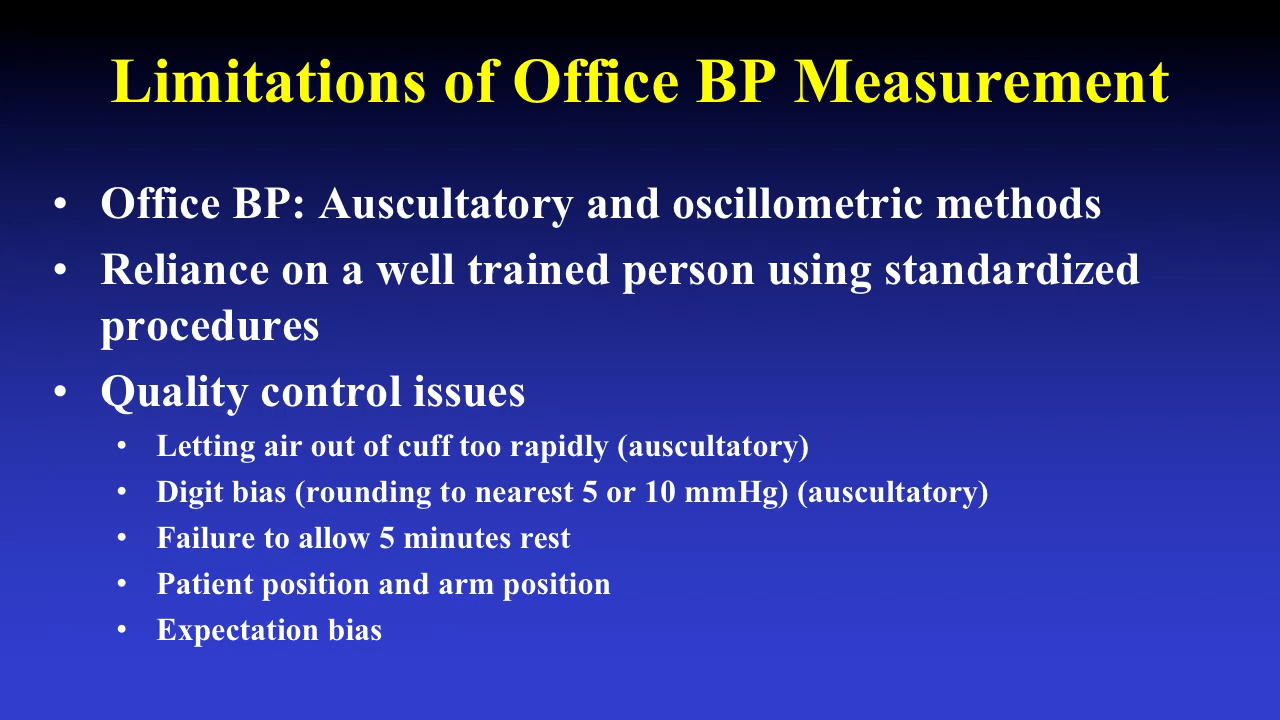 Limitations of Office BP Measurement
• Office BP: Auscultatory and oscillometric methods
• Reliance on a well trained person using standardized
procedures
• Quality control issues
• Letting air out of cuff too rapidly (auscultatory)
• Digit bias (rounding to nearest 5 or 10 mmHg) (auscultatory)
• Failure to allow 5 minutes rest
• Patient position and arm position
• Expectation bias